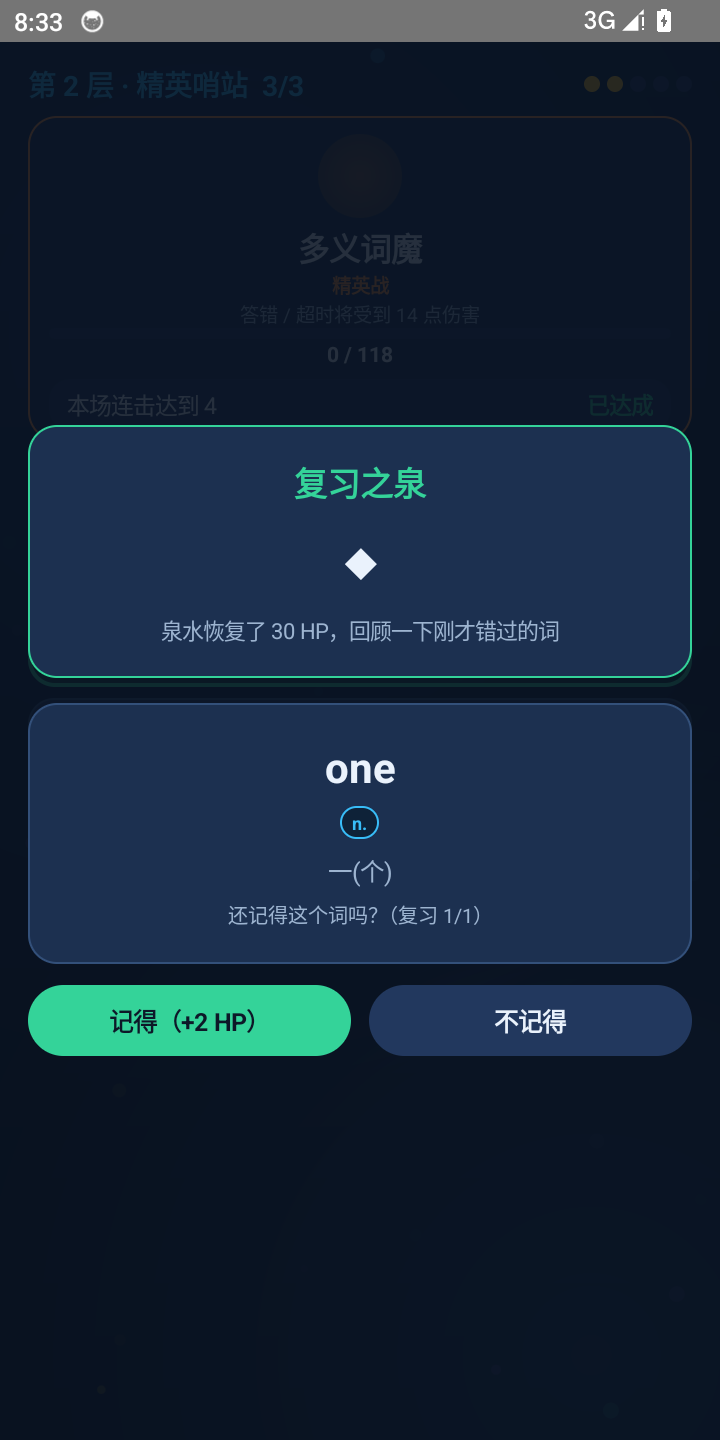 8:33
3G
第 2 层 · 精英哨站 3/3
多义词魔
精英战
答错 / 超时将受到 14 点伤害
0 / 118
本场连击达到 4
已达成
复习之泉
泉水恢复了 30 HP，回顾一下刚才错过的词
one
n.
一(个)
还记得这个词吗？（复习 1/1）
记得（+2 HP）
不记得